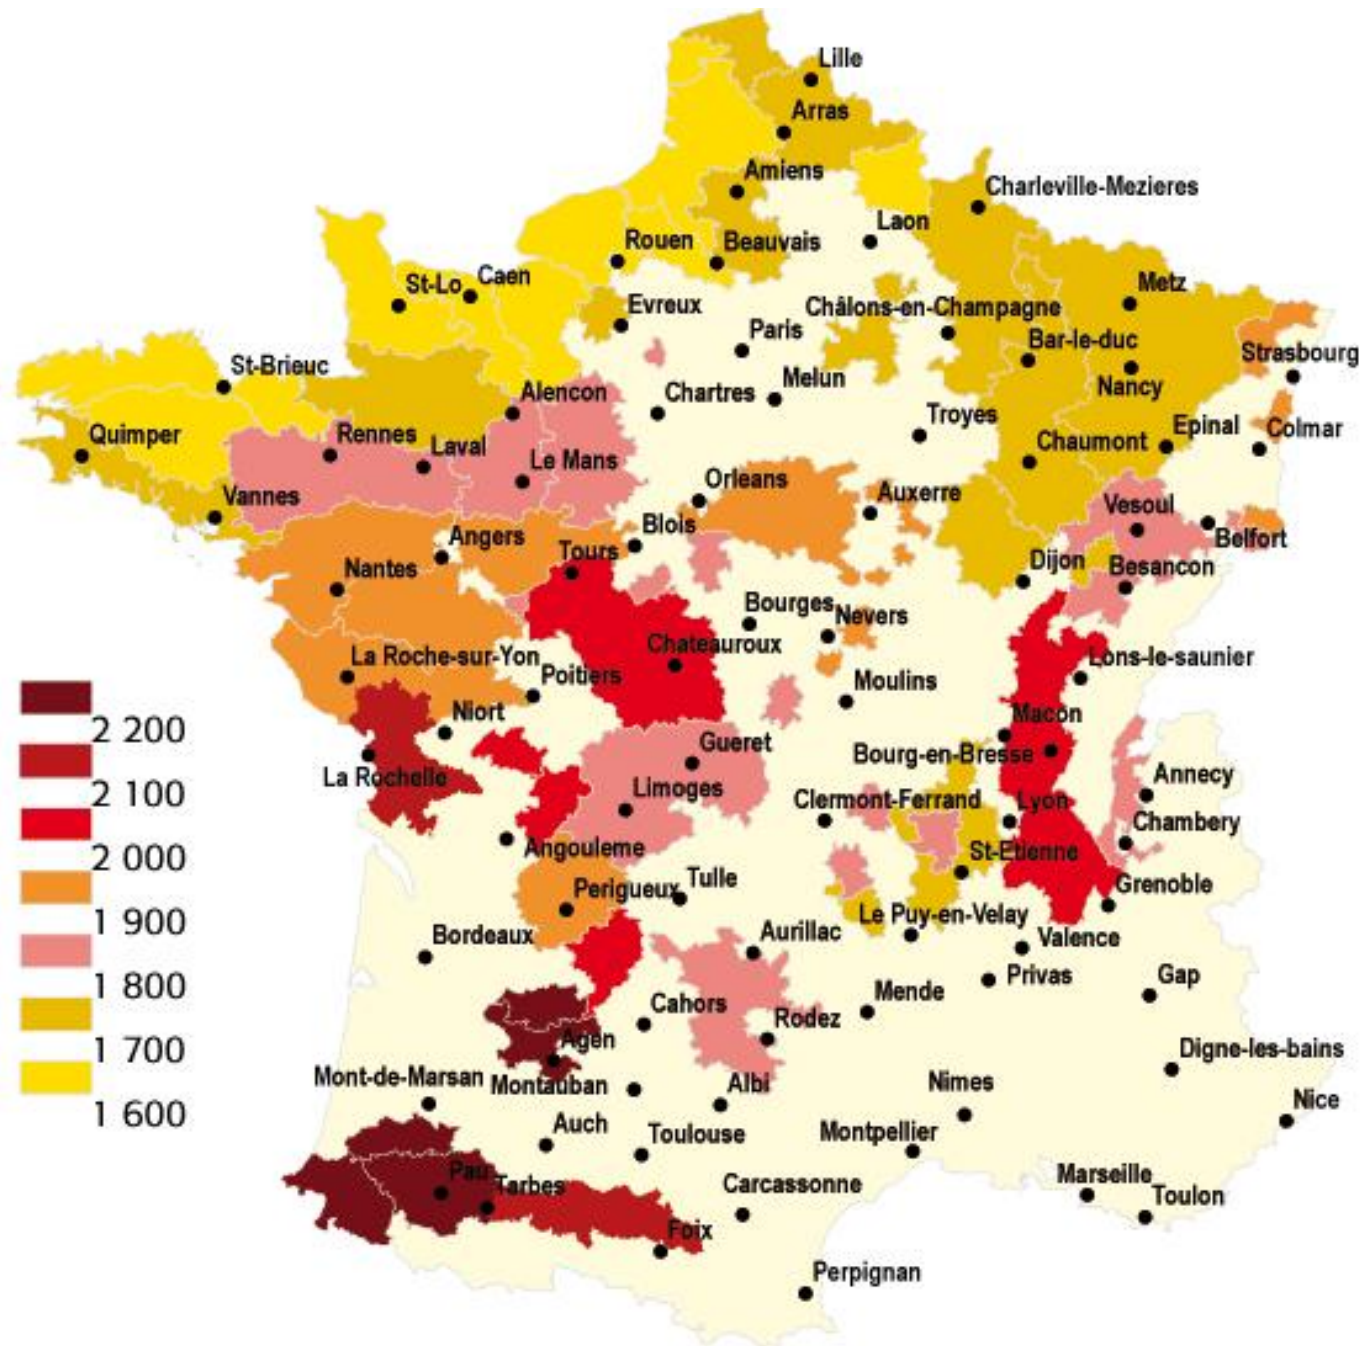 Lille
Arras
Amiens
Charleville-Mezieres
Laon
Rouen
Beauvais
St-Lo
Caen
Metz
Evreux
Châlons-en-Champagne
Paris
Bar-le-duc
Strasbourg
St-Brieuc
Melun
Nancy
Alencon
Chartres
Troyes
Epinal
Colmar
Quimper
Rennes
Laval
Chaumont
Le Mans
Orleans
Auxerre
Vannes
Vesoul
Blois
Angers
Belfort
Tours
Dijon
Nantes
Besancon
Bourges
Nevers
Chateauroux
La Roche-sur-Yon
Lons-le-saunier
Poitiers
Moulins
Niort
Macon
2 200
Gueret
Bourg-en-Bresse
La Rochelle
Annecy
Limoges
2 100
Clermont-Ferrand
Lyon
Chambery
Angouleme
St-Etienne
2 000
Perigueux
Tulle
Grenoble
Le Puy-en-Velay
1 900
Bordeaux
Aurillac
Valence
Privas
Gap
1 800
Cahors
Mende
Rodez
Agen
1 700
Digne-les-bains
Mont-de-Marsan
Montauban
Albi
Nimes
Nice
1 600
Auch
Toulouse
Montpellier
Pau
Tarbes
Carcassonne
Marseille
Toulon
Foix
Perpignan